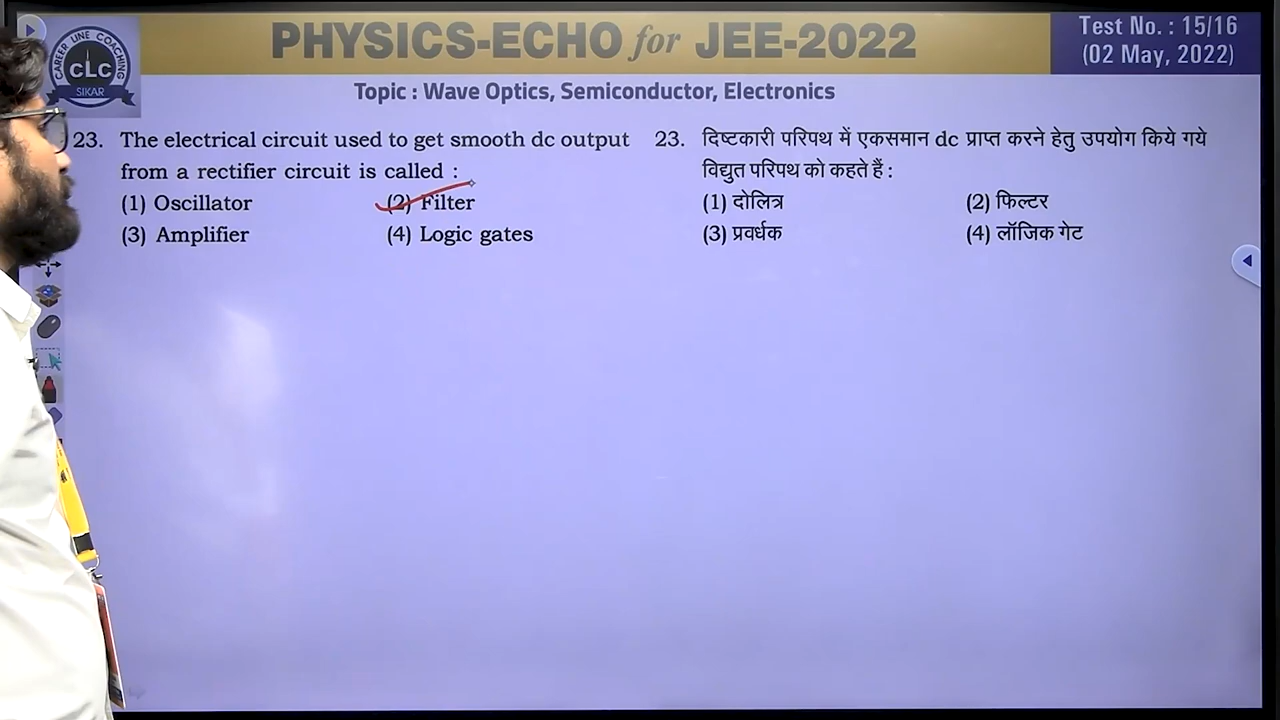 PHYSICS-ECHO for JEE-2022
Test No. : 15/16
(02 May, 2022)
CAREER LINE COACHING
CLC
SIKAR
Topic : Wave Optics, Semiconductor, Electronics
23. The electrical circuit used to get smooth dc output
from a rectifier circuit is called :
(1) Oscillator (2) Filter
(3) Amplifier (4) Logic gates
23. दिष्टकारी परिपथ में एकसमान dc प्राप्त करने हेतु उपयोग किये गये
विद्युत परिपथ को कहते हैं :
(1) दोलित्र (2) फिल्टर
(3) प्रवर्धक (4) लॉजिक गेट